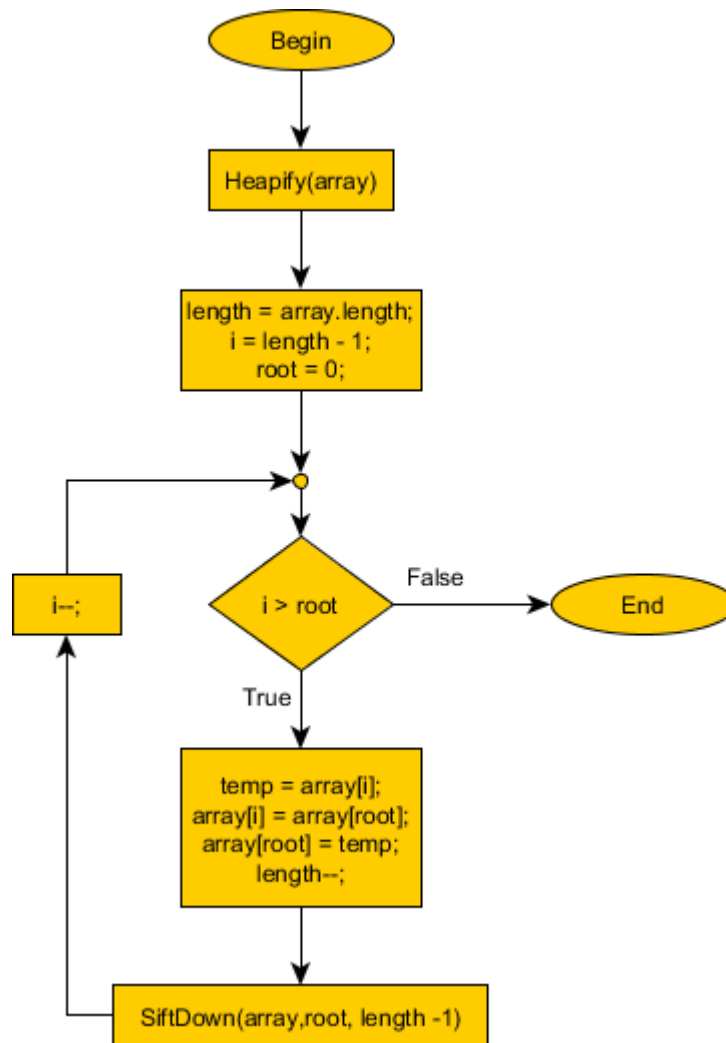 Begin
Heapify(array)
length = array.length;
i = length - 1;
root = 0;
i > root
False
End
True
temp = array[i];
array[i] = array[root];
array[root] = temp;
length--;
SiftDown(array,root, length -1)
i--;